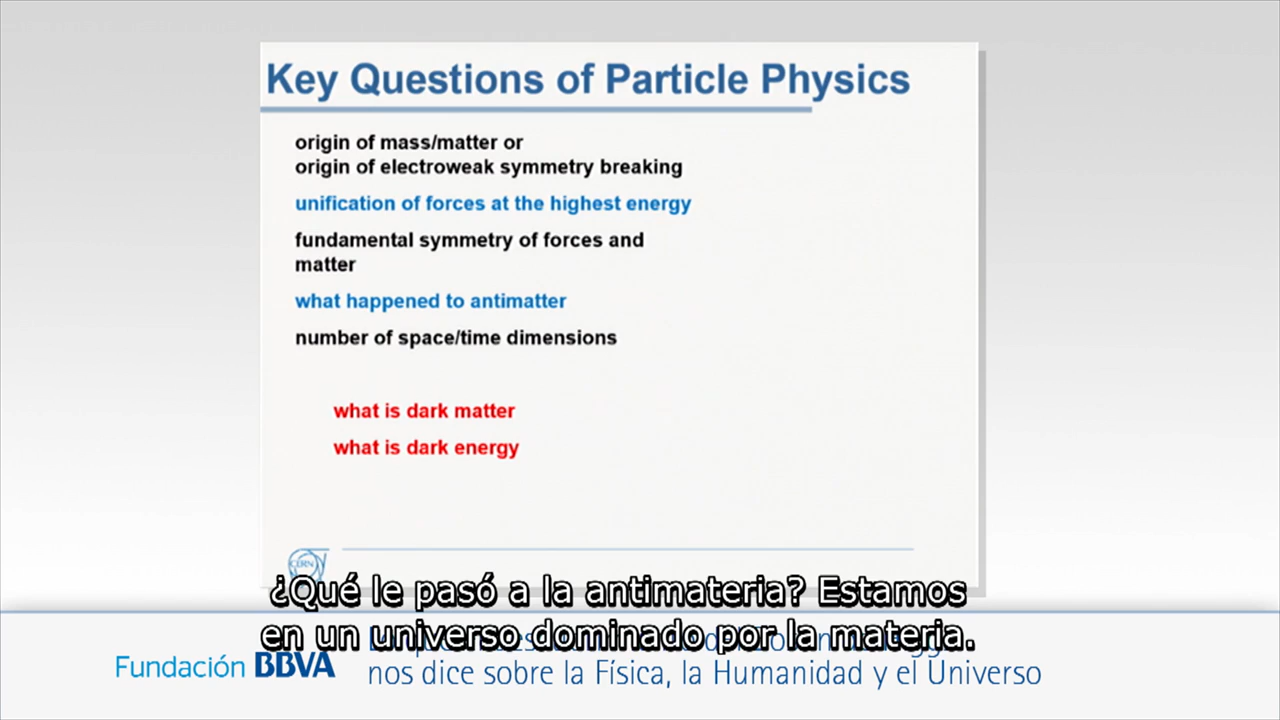 Key Questions of Particle Physics
origin of mass/matter or
origin of electroweak symmetry breaking
unification of forces at the highest energy
fundamental symmetry of forces and
matter
what happened to antimatter
number of space/time dimensions
what is dark matter
what is dark energy
CERN
¿Qué le pasó a la antimateria? Estamos
en un universo dominado por la materia.
Fundación BBVA
nos dice sobre la Física, la Humanidad y el Universo